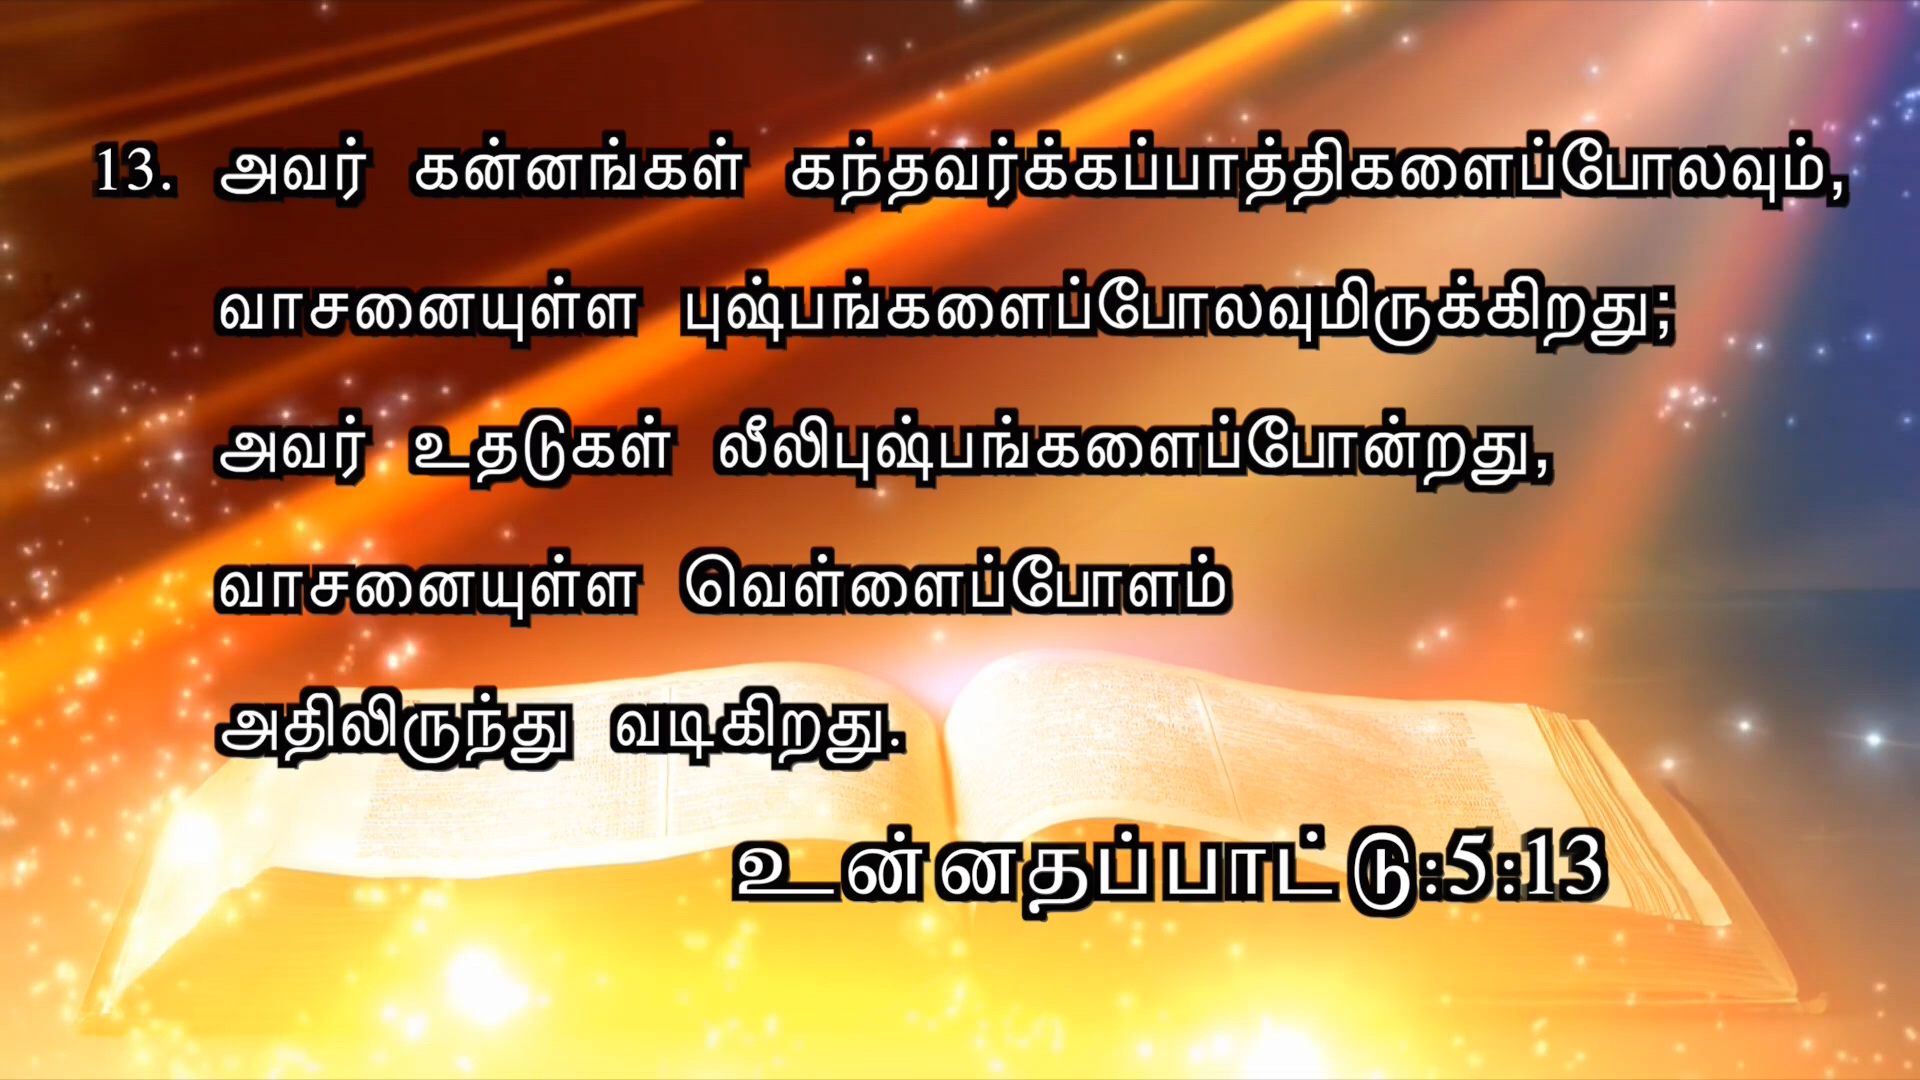 13. அவர் கன்னங்கள் கந்தவர்க்கப்பாத்திகளைப்போலவும்,
வாசனையுள்ள புஷ்பங்களைப்போலவுமிருக்கிறது;
அவர் உதடுகள் லீலிபுஷ்பங்களைப்போன்றது,
வாசனையுள்ள வெள்ளைப்போளம்
அதிலிருந்து வடிகிறது.
உன்னதப்பாட்டு:5:13